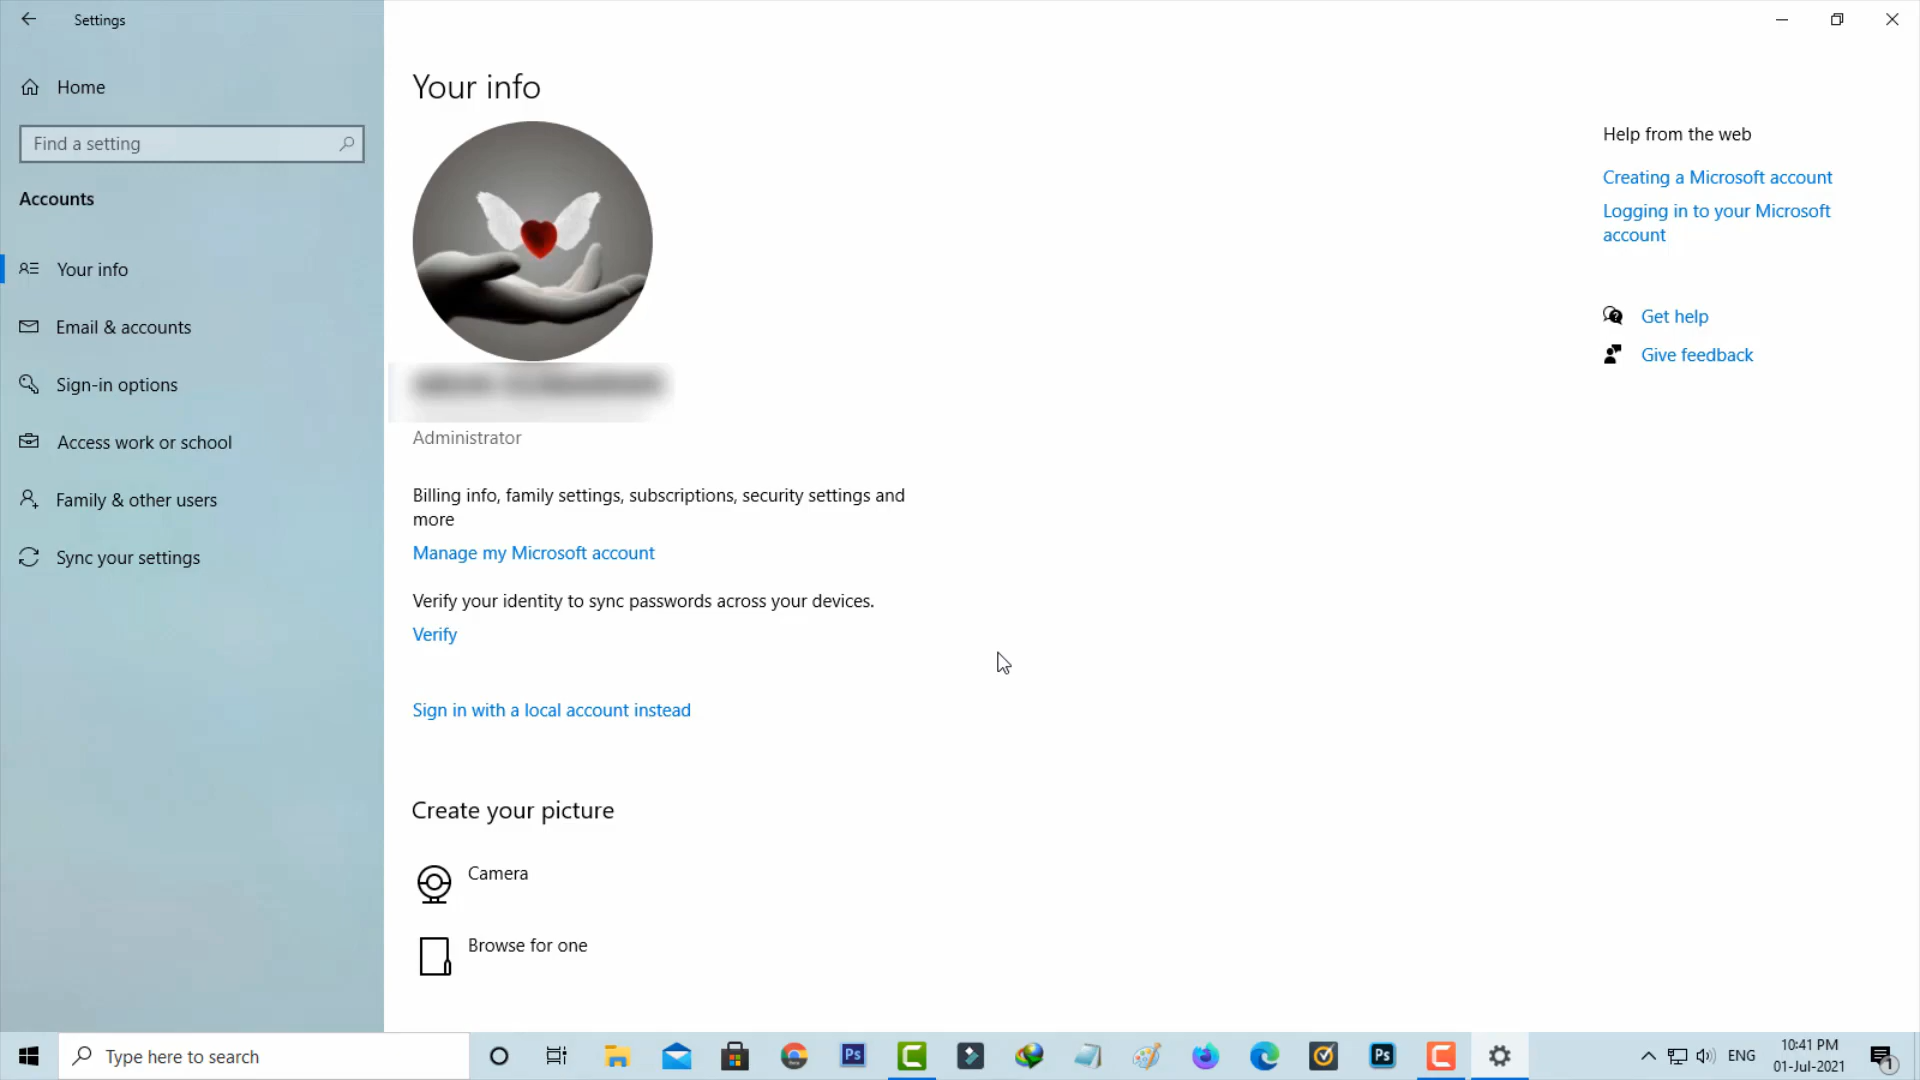 Settings
Home
Find a setting
Accounts
Your info
Email & accounts
Sign-in options
Access work or school
Family & other users
Sync your settings
Your info
Administrator
Billing info, family settings, subscriptions, security settings and
more
Manage my Microsoft account
Verify your identity to sync passwords across your devices.
Verify
Sign in with a local account instead
Create your picture
Camera
Browse for one
Help from the web
Creating a Microsoft account
Logging in to your Microsoft
account
Get help
Give feedback
Type here to search
Ps
Ps
ENG
10:41 PM
01-Jul-2021
1